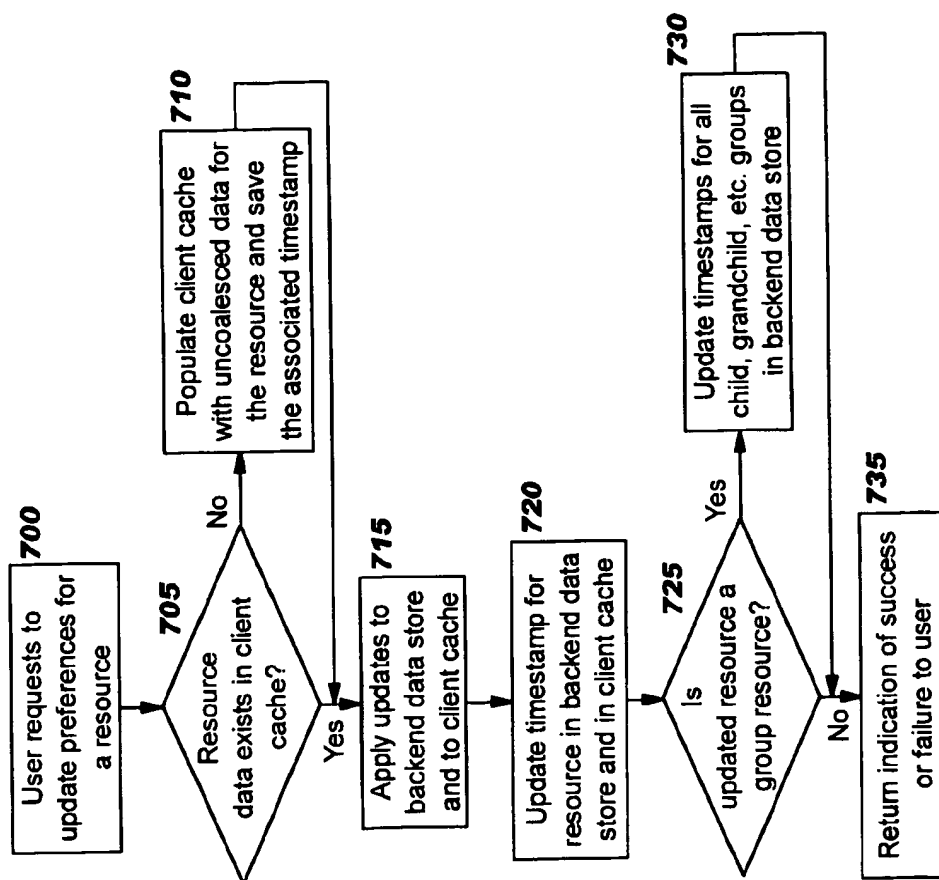 700
User requests to
update preferences for
a resource
705
Resource
data exists in client
cache?
No
Yes
710
Populate client cache
with uncoalesced data for
the resource and save
the associated timestamp
715
Apply updates to
backend data store
and to client cache
720
Update timestamp for
resource in backend data
store and in client cache
725
Is
updated resource a
group resource?
Yes
No
730
Update timestamps for all
child, grandchild, etc. groups
in backend data store
735
Return indication of success
or failure to user